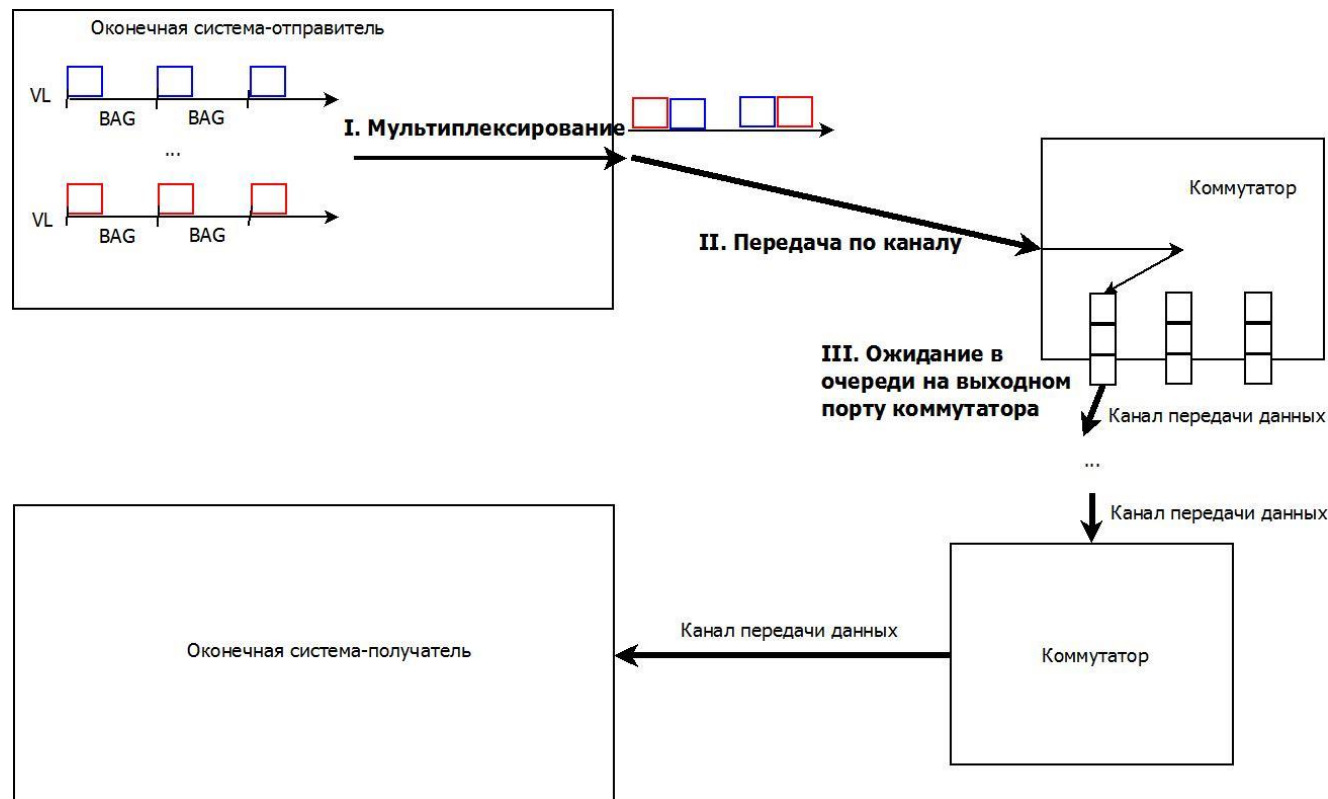 Оконечная система-отправитель
VL
BAG BAG
...
VL
BAG BAG
I. Мультиплексирование
II. Передача по каналу
Коммутатор
III. Ожидание в
очереди на выходном
порту коммутатора
Канал передачи данных
...
Канал передачи данных
Оконечная система-получатель
Канал передачи данных
Коммутатор